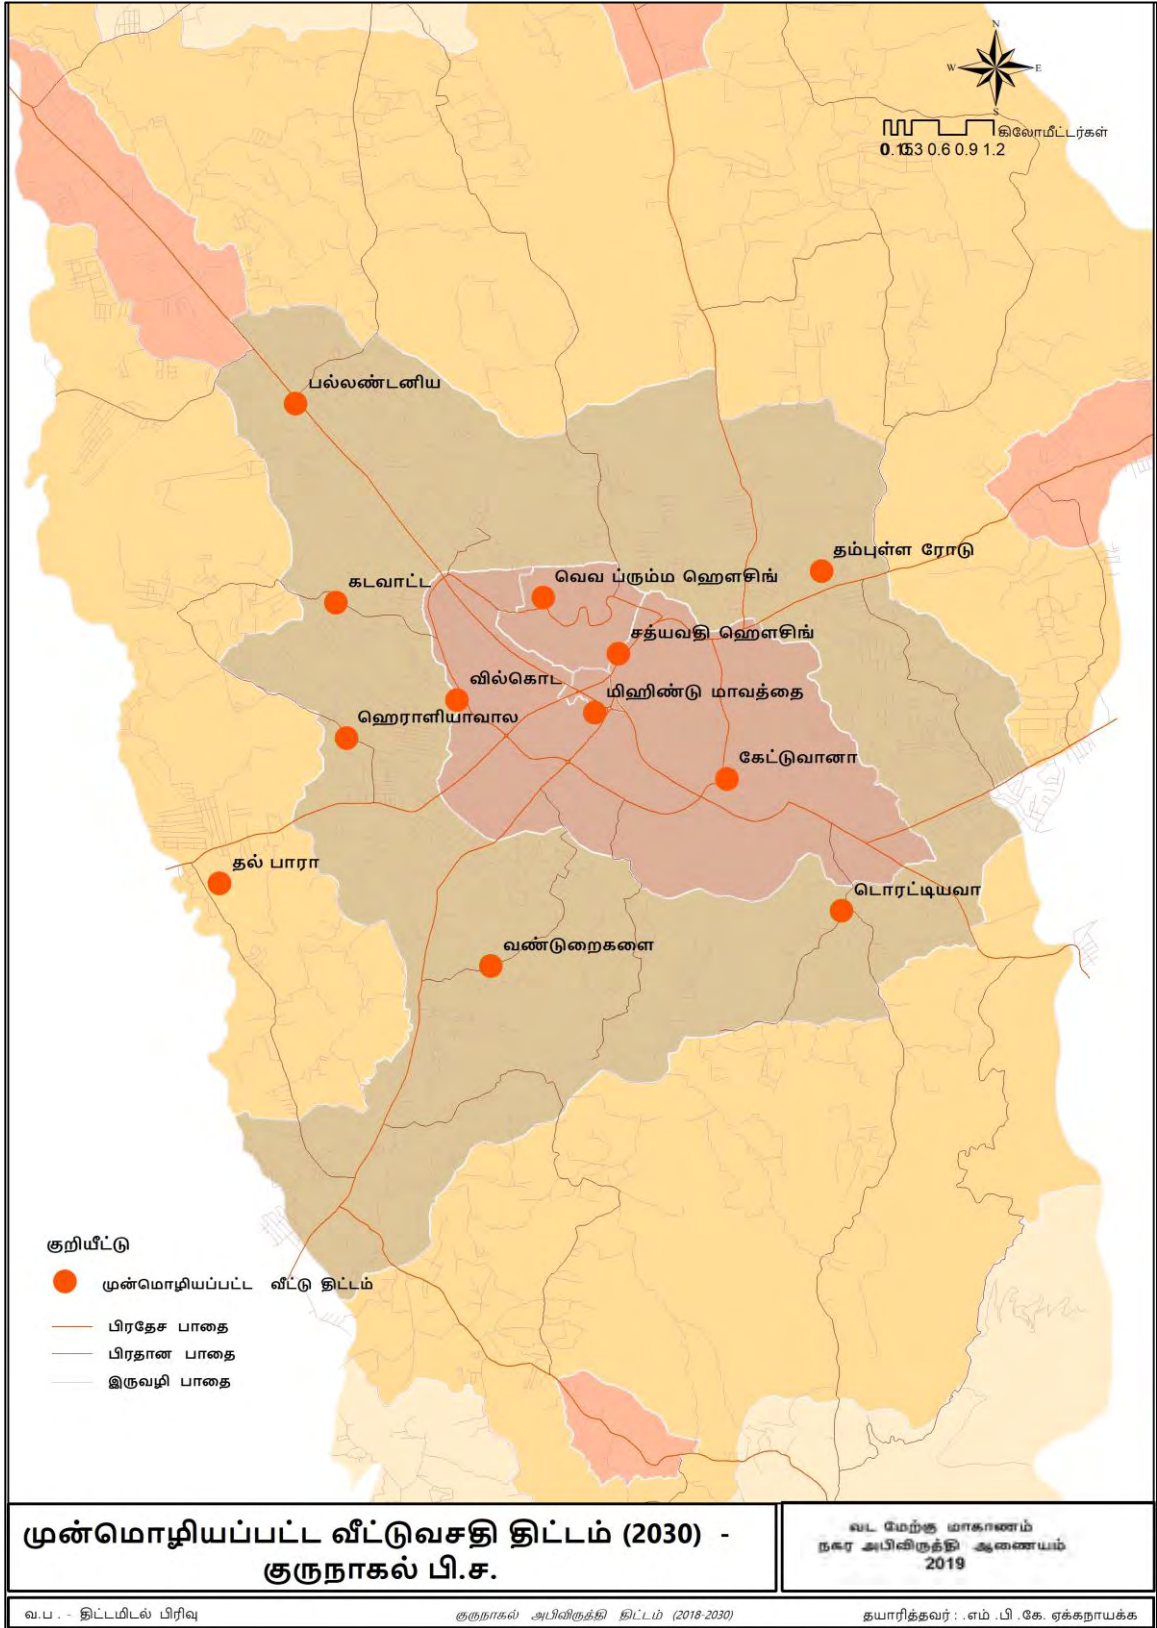 N
W E
S
கிலோமீட்டர்கள்
0.3 0.6 0.9 1.2
பல்லண்டனிய
தம்புள்ள ரோடு
வெவ ப்ரும்ம ஹௌசிங்
கடவாட்ட
சத்யவதி ஹௌசிங்
வில்கொட
மிஹிண்டு மாவத்தை
ஹெராளியாவால
கேட்டுவானா
தல் பாரா
டொரட்டியவா
வண்டுறைகளை
குறியீட்டு
முன்மொழியப்பட்ட வீட்டு திட்டம்
பிரதேச பாதை
பிரதான பாதை
இருவழி பாதை
முன்மொழியப்பட்ட வீட்டுவசதி திட்டம் (2030) -
குருநாகல் பி.ச.
வட மேற்கு மாகாணம்
நகர அபிவிருத்தி ஆணையம்
2019
வ.ப . - திட்டமிடல் பிரிவு
குருநாகல் அபிவிருத்தி திட்டம் (2018-2030)
தயாரித்தவர் : .எம் .பி .கே. ஏக்கநாயக்க